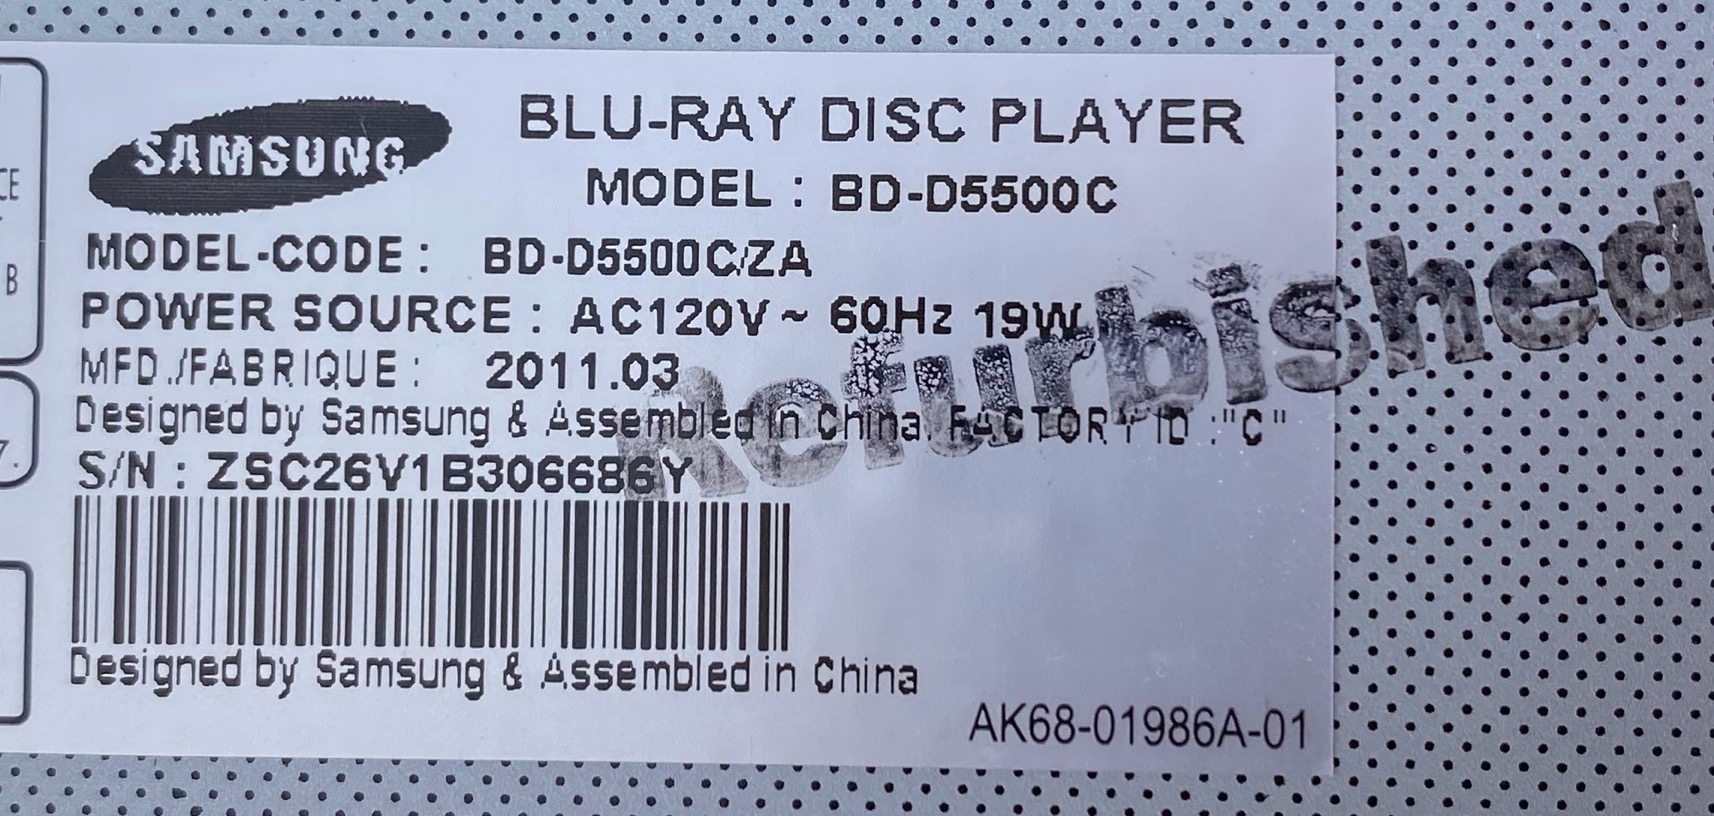 SAMSUNG
BLU-RAY DISC PLAYER
MODEL : BD-D5500C
MODEL-CODE : BD-D5500C/ZA
POWER SOURCE : AC120V ~ 60Hz 19W
MFD./FABRIQUE : 2011.03
Designed by Samsung & Assembled in China. FACTORY ID :"C"
S/N : ZSC26V1B306686Y
Refurbished
Designed by Samsung & Assembled in China
AK68-01986A-01
CE
B
7.